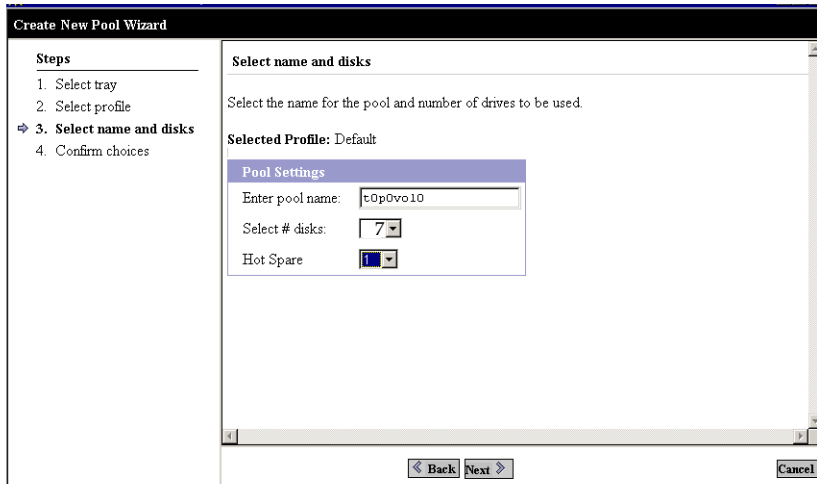 Create New Pool Wizard
Steps
1. Select tray
2. Select profile
3. Select name and disks
4. Confirm choices
Select name and disks
Select the name for the pool and number of drives to be used.
Selected Profile: Default
Pool Settings
Enter pool name: t0p0vol0
Select # disks: 7
Hot Spare 1
Back Next Cancel